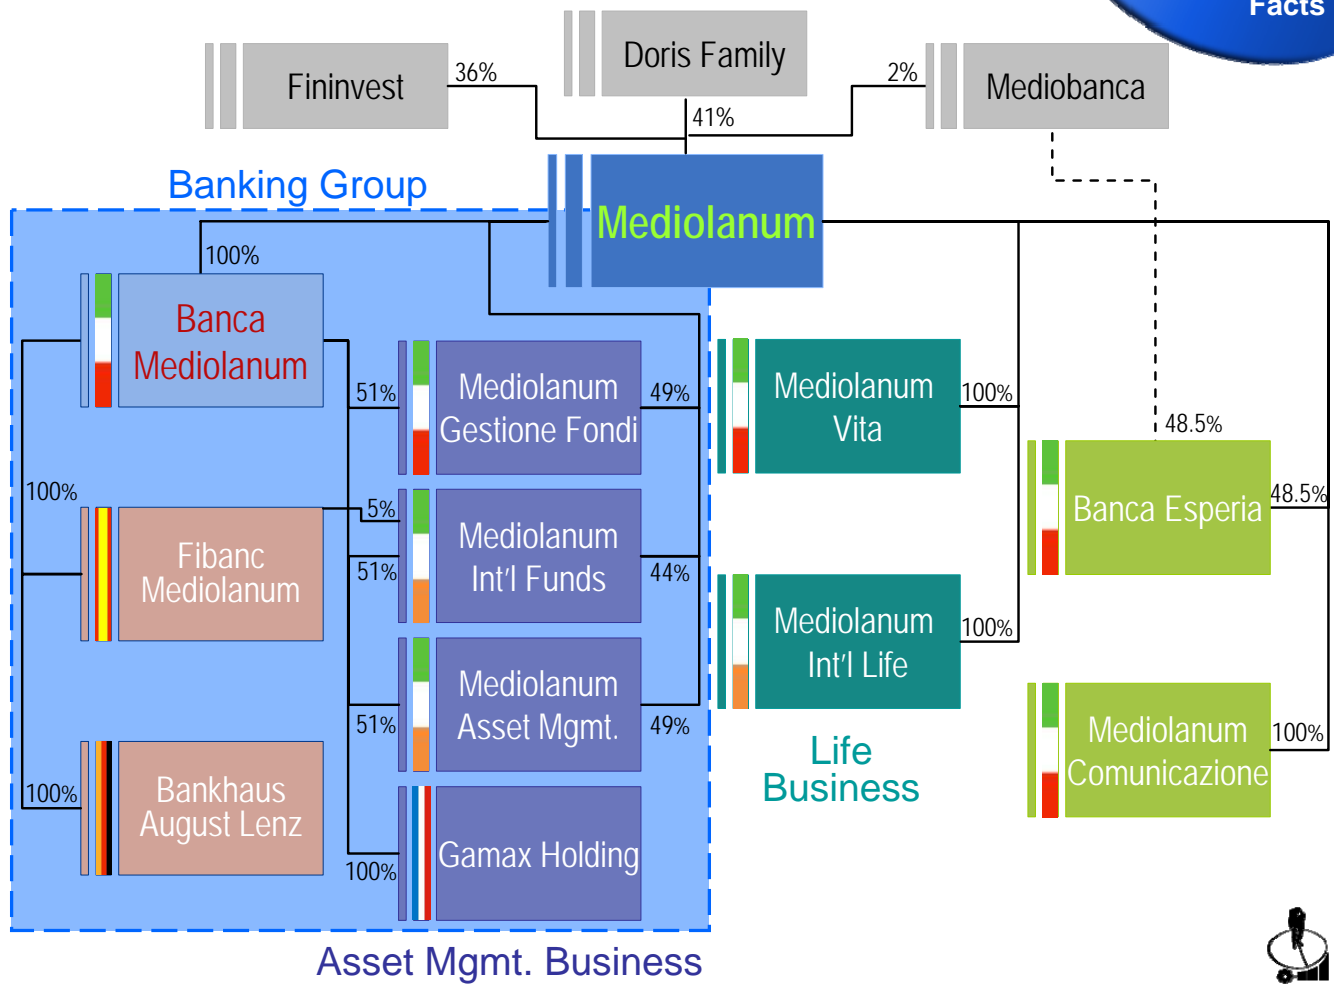 Facts
Fininvest
36%
Doris Family
41%
2%
Mediobanca
Banking Group
Mediolanum
100%
Banca
Mediolanum
51%
Mediolanum
Gestione Fondi
49%
Mediolanum
Vita
100%
48.5%
Banca Esperia
48.5%
100%
Fibanc
Mediolanum
5%
51%
Mediolanum
Int'l Funds
44%
Mediolanum
Int'l Life
100%
51%
Mediolanum
Asset Mgmt.
49%
Life
Business
Mediolanum
Comunicazione
100%
100%
Bankhaus
August Lenz
100%
Gamax Holding
Asset Mgmt. Business